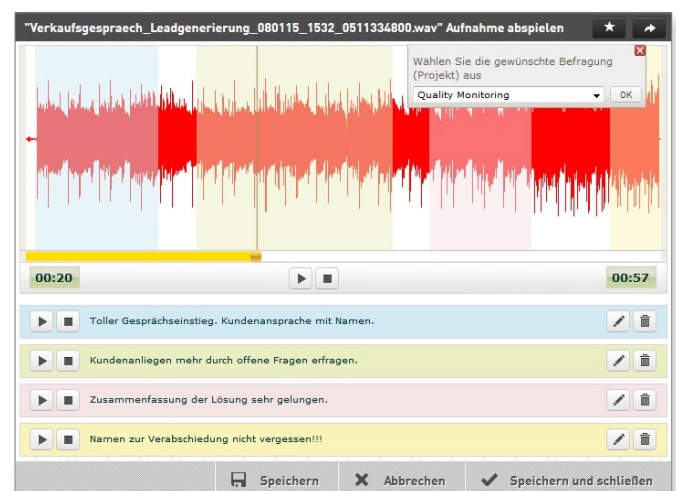 "Verkaufsgespraech_Leadgenerierung_080115_1532_0511334800.wav" Aufnahme abspielen
Wählen Sie die gewünschte Befragung
(Projekt) aus
Quality Monitoring
OK
00:20
00:57
Toller Gesprächseinstieg. Kundenansprache mit Namen.
Kundenanliegen mehr durch offene Fragen erfragen.
Zusammenfassung der Lösung sehr gelungen.
Namen zur Verabschiedung nicht vergessen!!!
Speichern
Abbrechen
Speichern und schließen